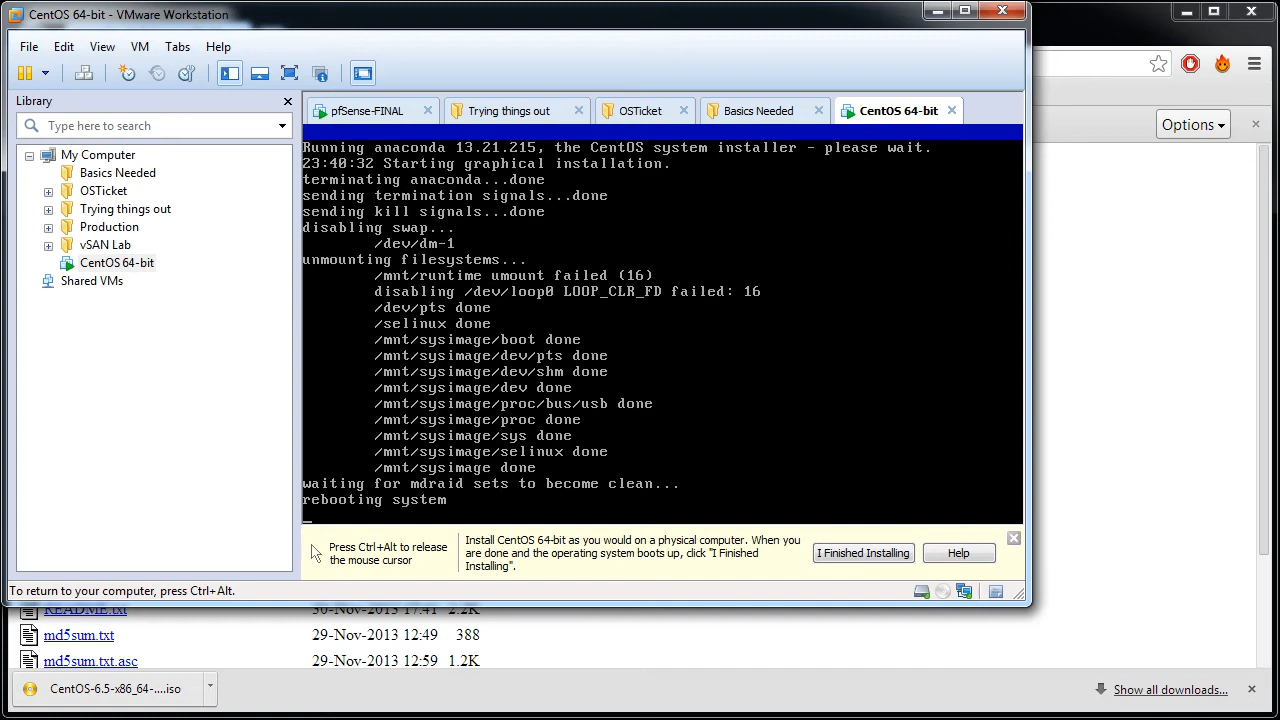 CentOS 64-bit - VMware Workstation
File Edit View VM Tabs Help
Library
Type here to search
My Computer
Basics Needed
OSTicket
Trying things out
Production
vSAN Lab
CentOS 64-bit
Shared VMs
pfSense-FINAL Trying things out OSTicket Basics Needed CentOS 64-bit
Running anaconda 13.21.215, the CentOS system installer - please wait.
23:40:32 Starting graphical installation.
terminating anaconda...done
sending termination signals...done
sending kill signals...done
disabling swap...
/dev/dm-1
unmounting filesystems...
/mnt/runtime umount failed (16)
disabling /dev/loop0 LOOP_CLR_FD failed: 16
/dev/pts done
/selinux done
/mnt/sysimage/boot done
/mnt/sysimage/dev/pts done
/mnt/sysimage/dev/shm done
/mnt/sysimage/dev done
/mnt/sysimage/proc/bus/usb done
/mnt/sysimage/proc done
/mnt/sysimage/sys done
/mnt/sysimage/selinux done
/mnt/sysimage done
waiting for mdraid sets to become clean...
rebooting system
Press Ctrl+Alt to release
the mouse cursor
Install CentOS 64-bit as you would on a physical computer. When you
are done and the operating system boots up, click "I Finished
Installing".
I Finished Installing
Help
To return to your computer, press Ctrl+Alt.
Options
README.txt 30-Nov-2013 17:41 2.2K
md5sum.txt 29-Nov-2013 12:49 388
md5sum.txt.asc 29-Nov-2013 12:59 1.2K
CentOS-6.5-x86_64-....iso
Show all downloads...